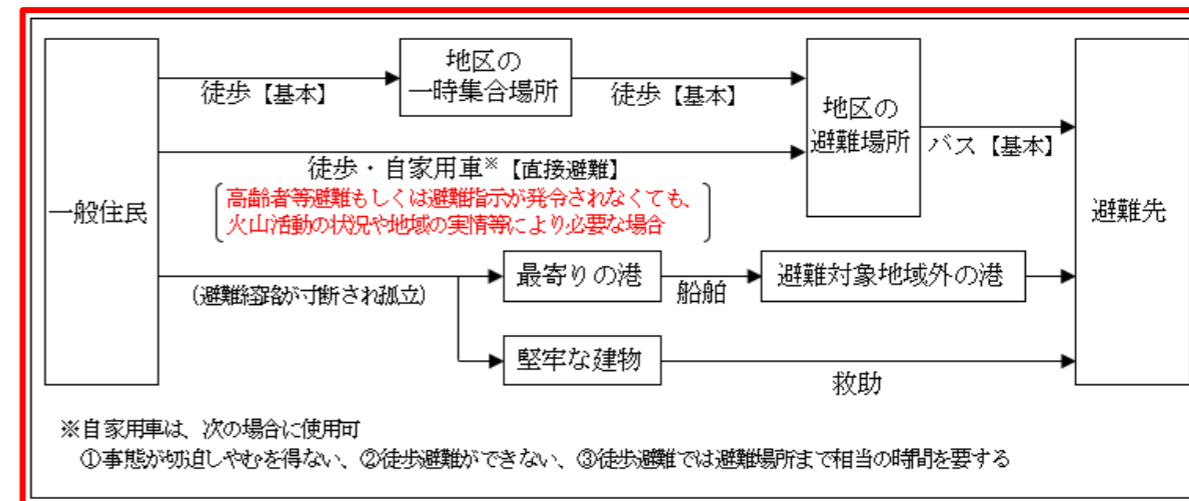 地区の
一時集合場所
徒歩【基本】
徒歩【基本】
地区の
避難場所
バス【基本】
徒歩・自家用車※【直接避難】
高齢者等避難もしくは避難指示が発令されなくても、
火山活動の状況や地域の実情等により必要な場合
一般住民
避難先
最寄りの港
船舶
避難対象地域外の港
(避難経路が寸断され孤立)
堅牢な建物
救助
※自家用車は、次の場合に使用可
①事態が切迫しやむを得ない、②徒歩避難ができない、③徒歩避難では避難場所まで相当の時間を要する